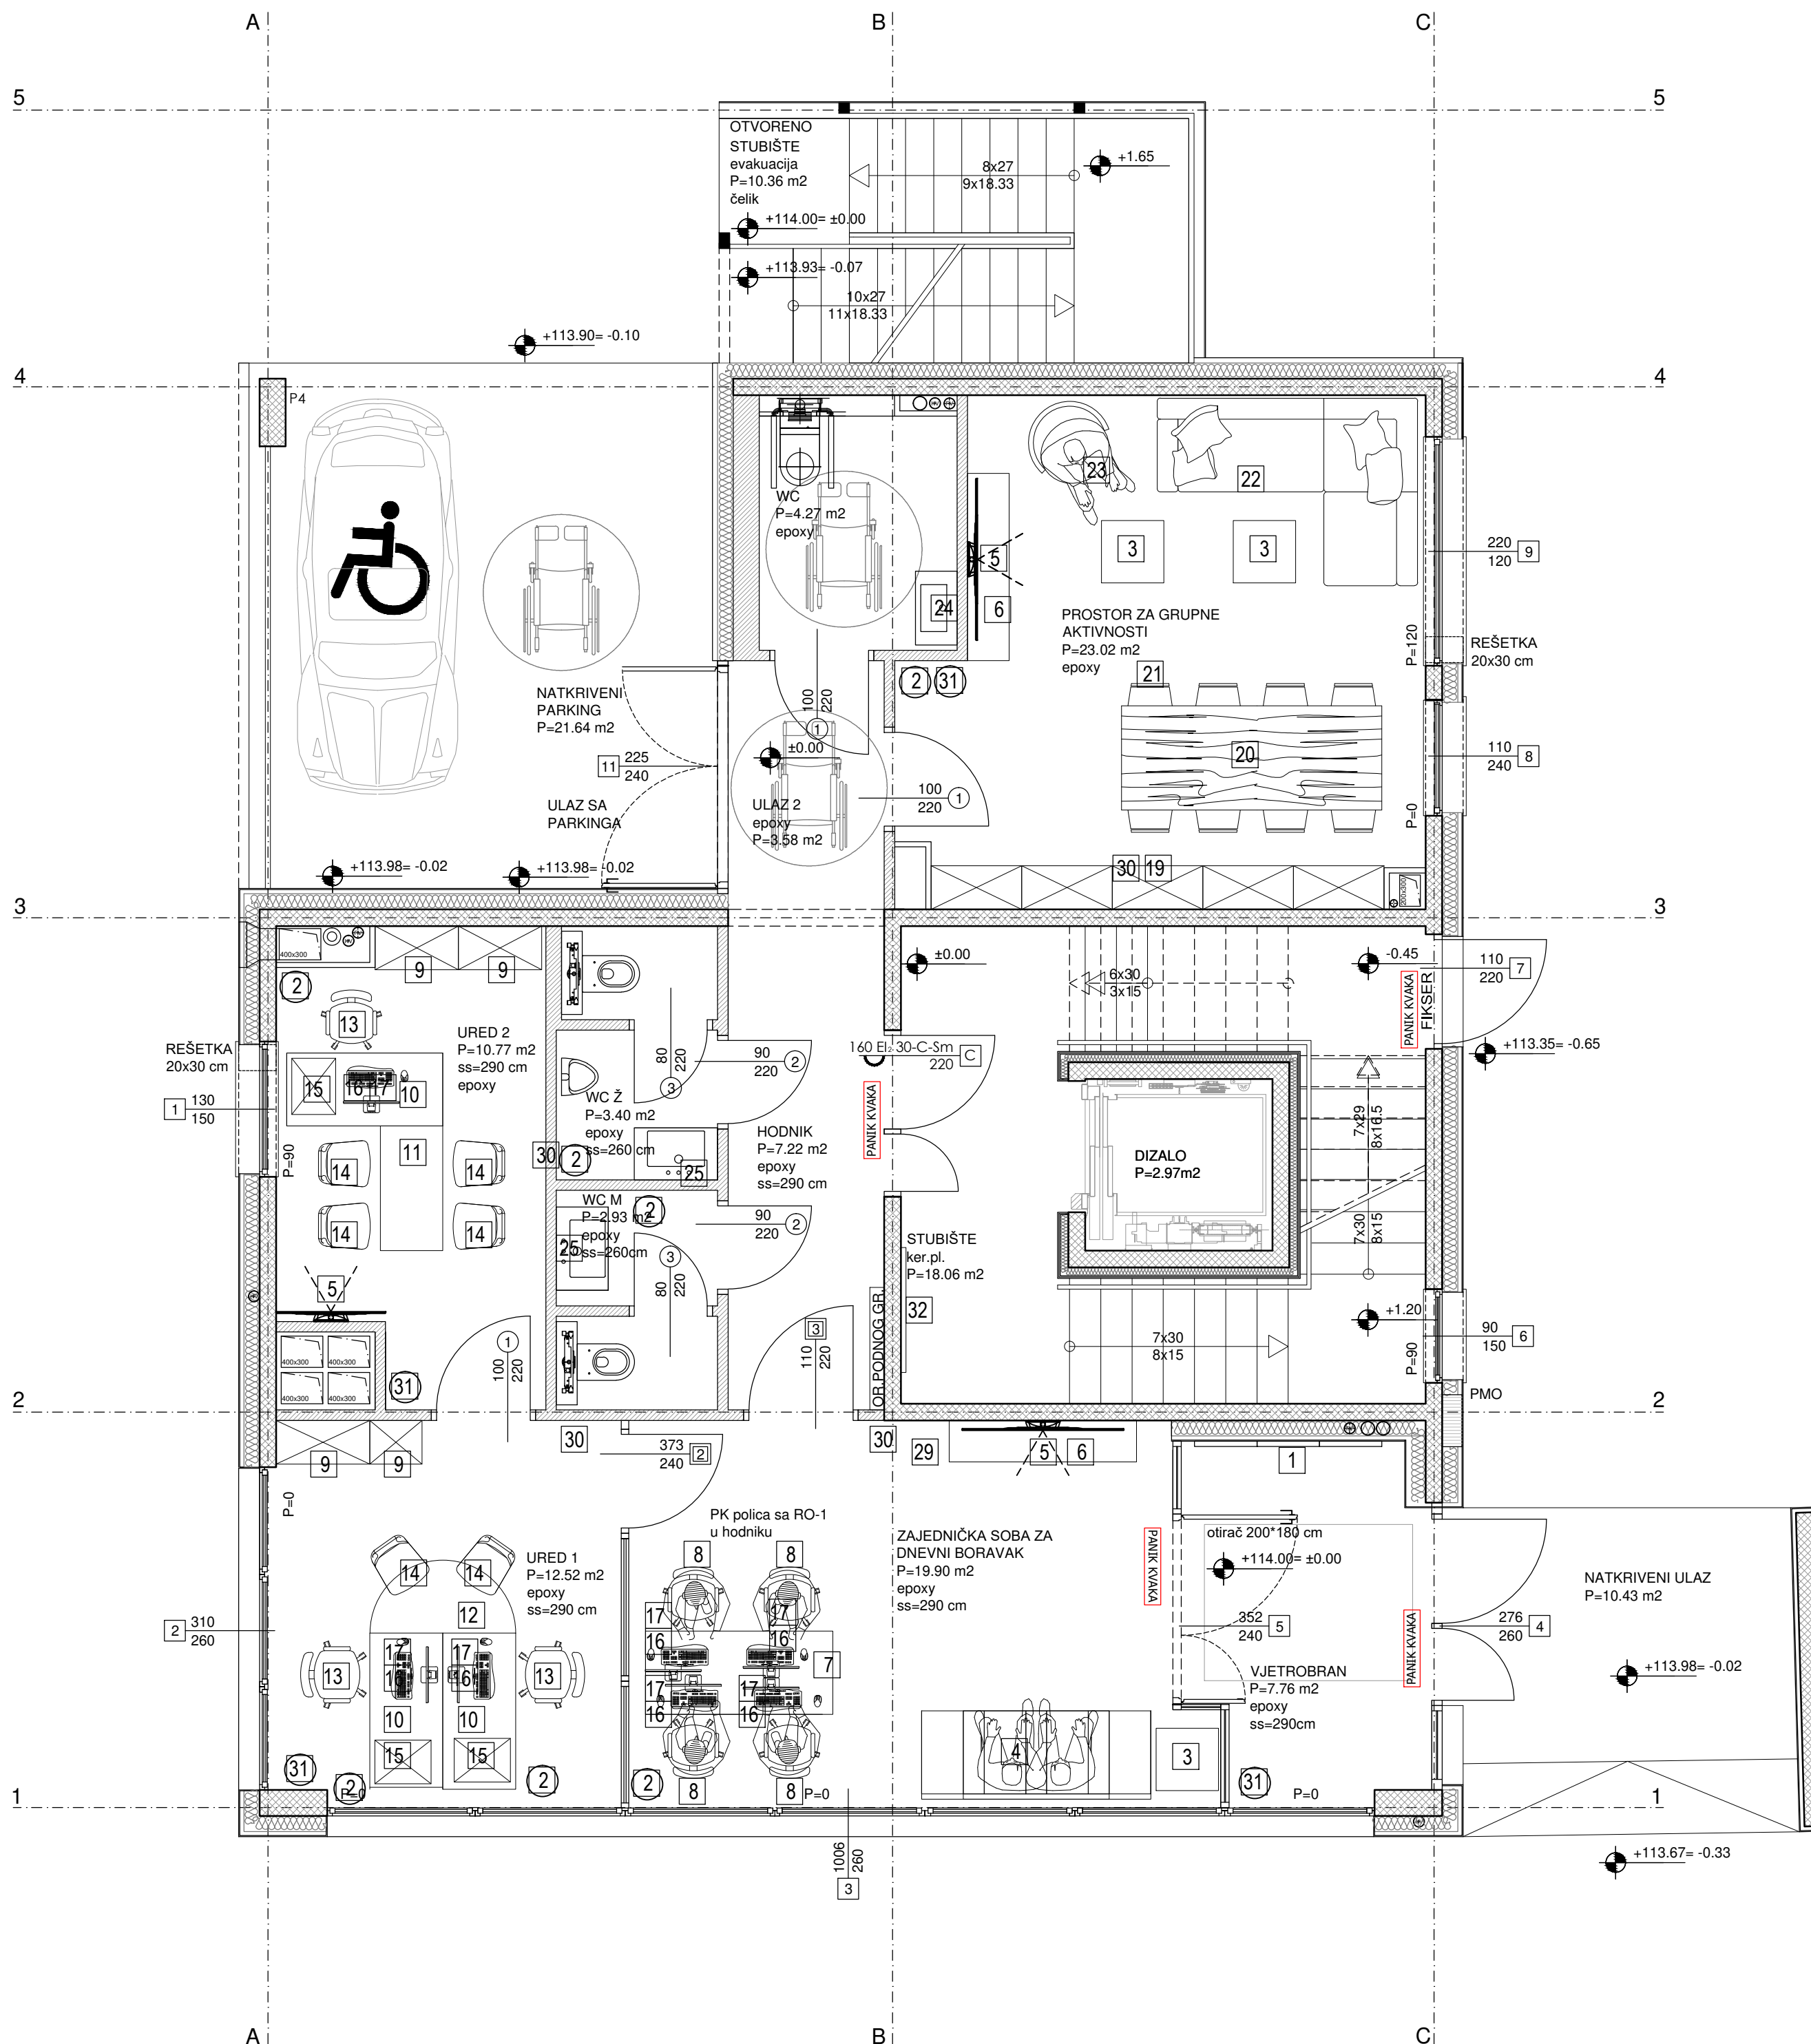 A
B
C
5
5
OTVORENO
STUBIŠTE
evakuacija
P=10.36 m2
čelik
8x27
9x18.33
+1.65
+114.00= ±0.00
+113.93= -0.07
10x27
11x18.33
+113.90= -0.10
4
4
P4
WC
P=4.27 m2
epoxy
23
22
3
3
5
24
6
220
120
9
PROSTOR ZA GRUPNE
AKTIVNOSTI
P=23.02 m2
epoxy
P=120
REŠETKA
20x30 cm
21
2
31
NATKRIVENI
PARKING
P=21.64 m2
100
220
1
±0.00
20
110
240
8
11
225
240
ULAZ SA
PARKINGA
ULAZ 2
epoxy
P=3.58 m2
100
220
1
P=0
+113.98= -0.02
+113.98= -0.02
30
19
200x300
3
3
400x300
9
9
2
±0.00
6x30
3x15
-0.45
110
220
7
PANIK KVAKA
FIKSER
13
URED 2
P=10.77 m2
ss=290 cm
epoxy
REŠETKA
20x30 cm
80
220
3
90
220
2
160 EI2-30-C-Sm
220
C
+113.35= -0.65
15
16
17
10
1
130
150
P=90
WC Ž
P=3.40 m2
epoxy
ss=260 cm
PANIK KVAKA
HODNIK
P=7.22 m2
epoxy
ss=290 cm
7x29
8x16.5
DIZALO
P=2.97m2
11
14
14
30
2
25
14
14
WC M
P=2.93 m2
epoxy
ss=260cm
2
25
90
220
2
3
80
220
STUBIŠTE
ker.pl.
P=18.06 m2
7x30
8x15
5
32
OR.PODNOG GR.
+1.20
90
150
6
P=90
7x30
8x15
400x300
400x300
400x300
400x300
31
1
100
220
3
110
220
2
2
PMO
9
9
30
373
240
2
30
29
5
6
1
P=0
PK polica sa RO-1
u hodniku
ZAJEDNIČKA SOBA ZA
DNEVNI BORAVAK
P=19.90 m2
epoxy
ss=290 cm
PANIK KVAKA
otirač 200*180 cm
+114.00= ±0.00
URED 1
P=12.52 m2
epoxy
ss=290 cm
8
8
14
14
12
NATKRIVENI ULAZ
P=10.43 m2
2
310
260
17
17
16
16
352
240
5
PANIK KVAKA
276
260
4
13
17
16
17
16
13
7
17
17
16
16
VJETROBRAN
P=7.76 m2
epoxy
ss=290cm
+113.98= -0.02
10
10
15
15
4
3
31
2
P=0
2
2
8
8
P=0
31
P=0
1
1
1006
260
3
+113.67= -0.33
A
B
C